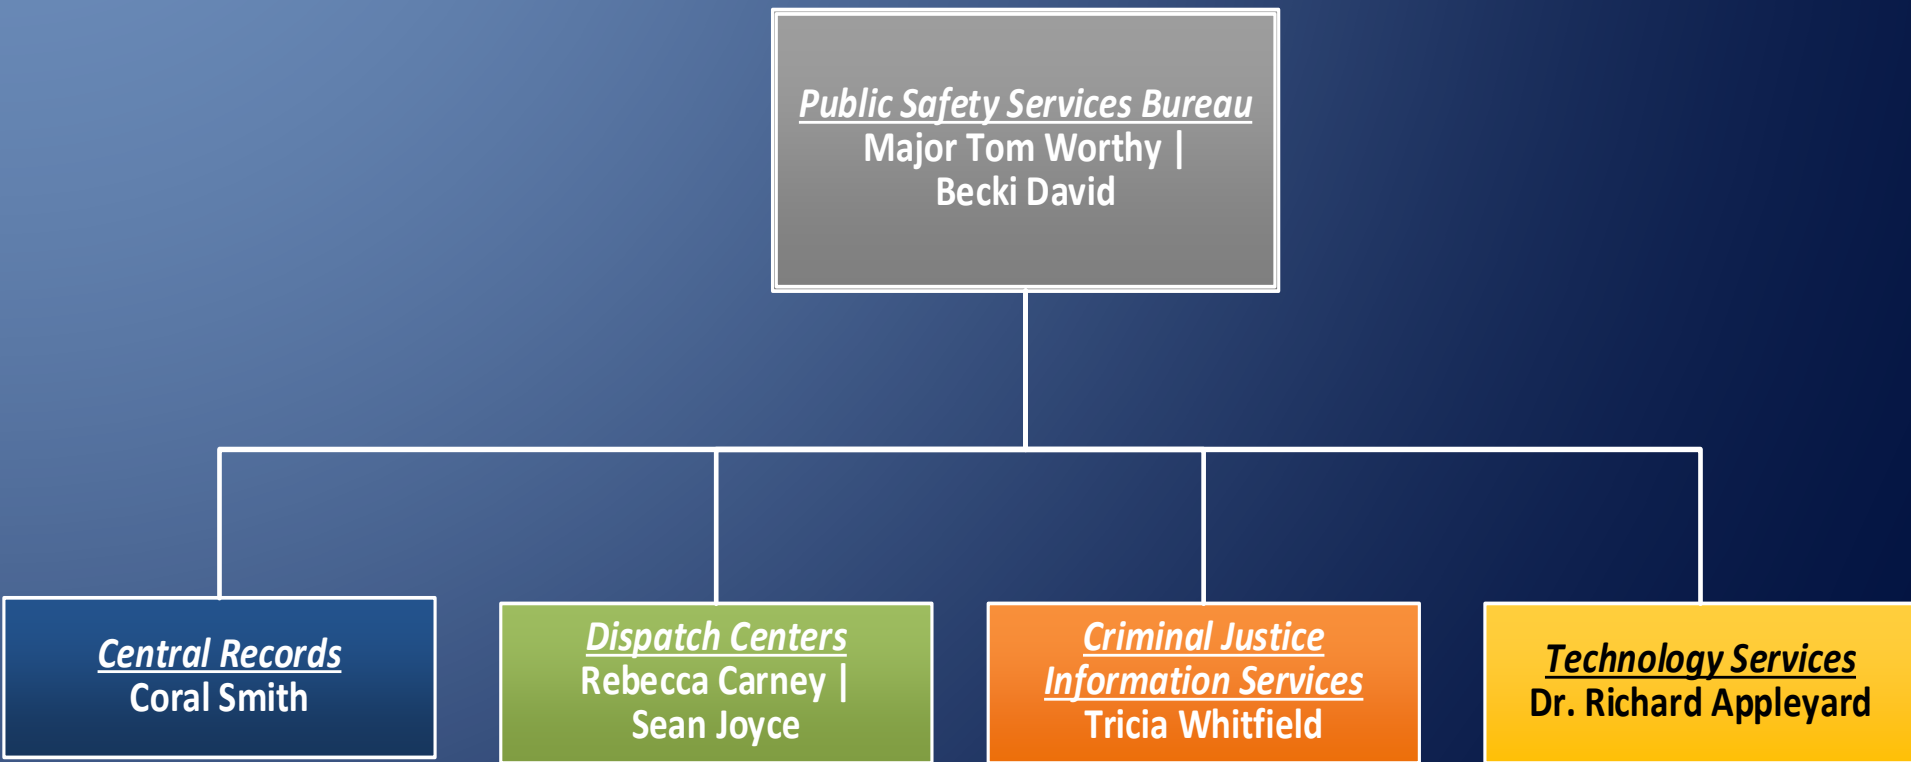 Public Safety Services Bureau
Major Tom Worthy |
Becki David
Central Records
Coral Smith
Dispatch Centers
Rebecca Carney |
Sean Joyce
Criminal Justice
Information Services
Tricia Whitfield
Technology Services
Dr. Richard Appleyard